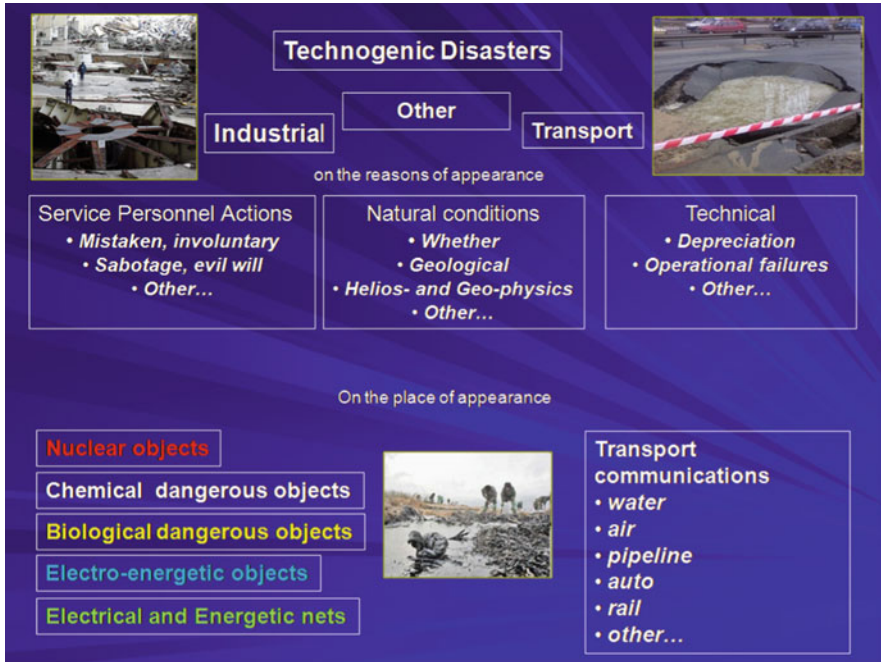 Technogenic Disasters
Industrial
Other
Transport
on the reasons of appearance
Service Personnel Actions
• Mistaken, involuntary
• Sabotage, evil will
• Other...
Natural conditions
• Whether
• Geological
• Helios- and Geo-physics
• Other...
Technical
• Depreciation
• Operational failures
• Other...
On the place of appearance
Nuclear objects
Chemical dangerous objects
Biological dangerous objects
Electro-energetic objects
Electrical and Energetic nets
Transport
communications
• water
• air
• pipeline
• auto
• rail
• other...